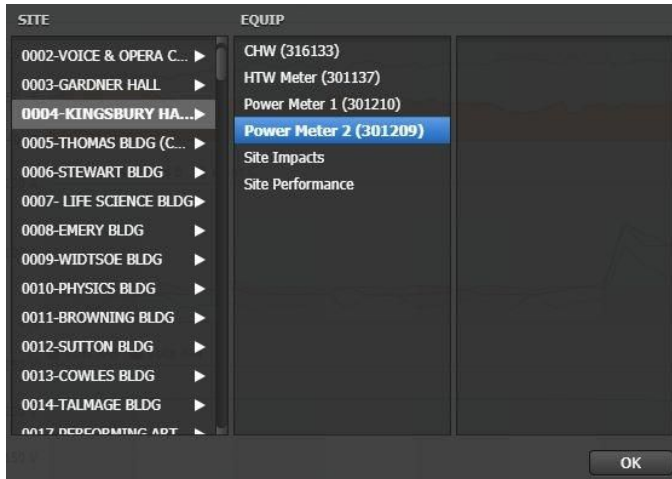 SITE
EQUIP
0002-VOICE & OPERA C...
0003-GARDNER HALL
0004-KINGSBURY HA...
0005-THOMAS BLDG (C...
0006-STEWART BLDG
0007- LIFE SCIENCE BLDG
0008-EMERY BLDG
0009-WIDTSOE BLDG
0010-PHYSICS BLDG
0011-BROWNING BLDG
0012-SUTTON BLDG
0013-COWLES BLDG
0014-TALMAGE BLDG
0017 PERFORMING ART
CHW (316133)
HTW Meter (301137)
Power Meter 1 (301210)
Power Meter 2 (301209)
Site Impacts
Site Performance
OK